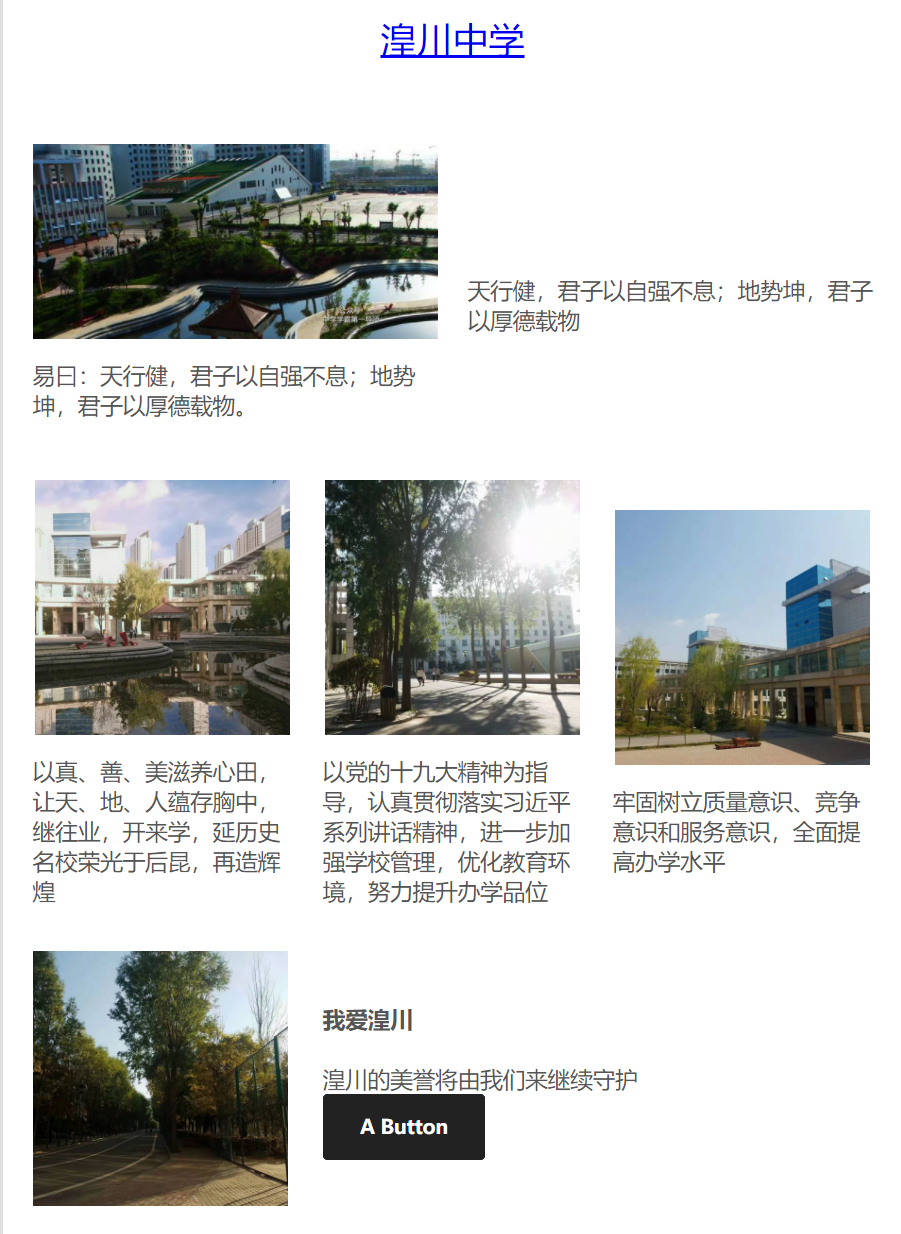 湟川中学
天行健，君子以自强不息；地势坤，君子
以厚德载物
易曰：天行健，君子以自强不息；地势
坤，君子以厚德载物。
以真、善、美滋养心田，
让天、地、人蕴存胸中，
继往业，开来学，延历史
名校荣光于后昆，再造辉
煌
以党的十九大精神为指
导，认真贯彻落实习近平
系列讲话精神，进一步加
强学校管理，优化教育环
境，努力提升办学品位
牢固树立质量意识、竞争
意识和服务意识，全面提
高办学水平
我爱湟川
湟川的美誉将由我们来继续守护
A Button